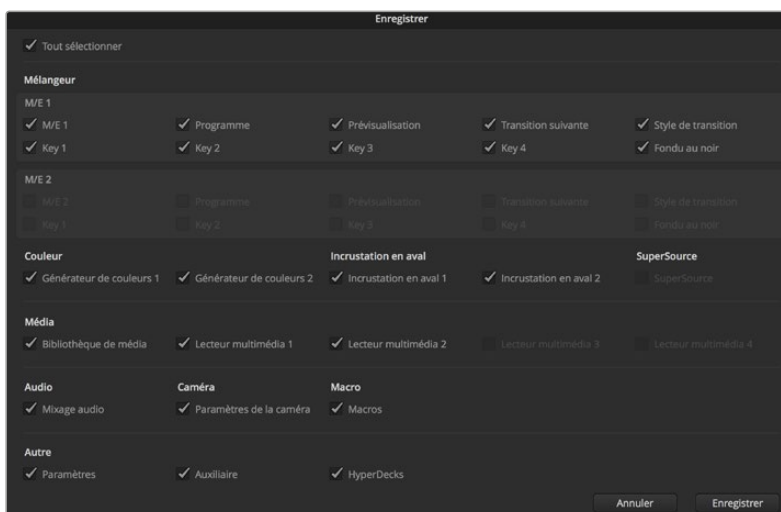 Enregistrer
Tout sélectionner
Mélangeur
M/E 1
M/E 1 Programme Prévisualisation Transition suivante Style de transition
Key 1 Key 2 Key 3 Key 4 Fondu au noir
M/E 2
M/E 2 Programme Prévisualisation Transition suivante Style de transition
Key 1 Key 2 Key 3 Key 4 Fondu au noir
Couleur Incrustation en aval SuperSource
Générateur de couleurs 1 Générateur de couleurs 2 Incrustation en aval 1 Incrustation en aval 2 SuperSource
Média
Bibliothèque de média Lecteur multimédia 1 Lecteur multimédia 2 Lecteur multimédia 3 Lecteur multimédia 4
Audio Caméra Macro
Mixage audio Paramètres de la caméra Macros
Autre
Paramètres Auxiliaire HyperDecks
Annuler Enregistrer